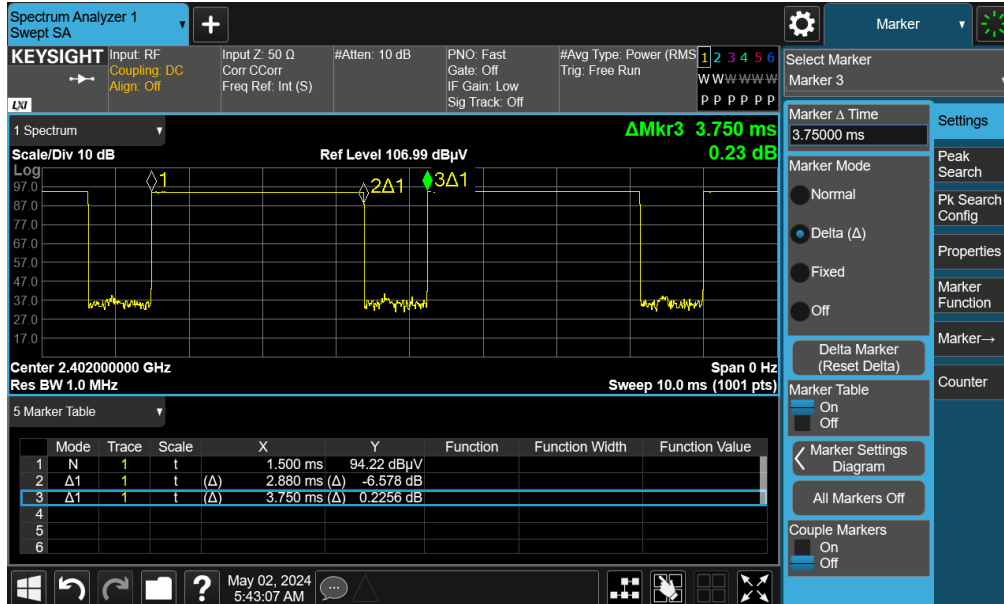 Spectrum Analyzer 1
Swept SA
+
Marker
KEYSIGHT
LXI
Input: RF
Coupling: DC
Align: Off
Input Z: 50 Ω
Corr CCorr
Freq Ref: Int (S)
#Atten: 10 dB
PNO: Fast
Gate: Off
IF Gain: Low
Sig Track: Off
#Avg Type: Power (RMS
Trig: Free Run
1 2 3 4 5 6
W W W W W W
P P P P P P
Select Marker
Marker 3
1 Spectrum
ΔMkr3 3.750 ms
0.23 dB
Scale/Div 10 dB
Ref Level 106.99 dBµV
Log
97.0
87.0
77.0
67.0
57.0
47.0
37.0
27.0
17.0
1
2Δ1
3Δ1
Center 2.402000000 GHz
Span 0 Hz
Res BW 1.0 MHz
Sweep 10.0 ms (1001 pts)
5 Marker Table
Mode Trace Scale X Y Function Function Width Function Value
1 N 1 t 1.500 ms 94.22 dBµV
2 Δ1 1 t (Δ) 2.880 ms (Δ) -6.578 dB
3 Δ1 1 t (Δ) 3.750 ms (Δ) 0.2256 dB
4
5
6
Marker Δ Time
3.75000 ms
Marker Mode
Normal
Delta (Δ)
Fixed
Off
Delta Marker
(Reset Delta)
Marker Table
On
Off
Marker Settings
Diagram
All Markers Off
Couple Markers
On
Off
Settings
Peak
Search
Pk Search
Config
Properties
Marker
Function
Marker→
Counter
?
May 02, 2024
5:43:07 AM